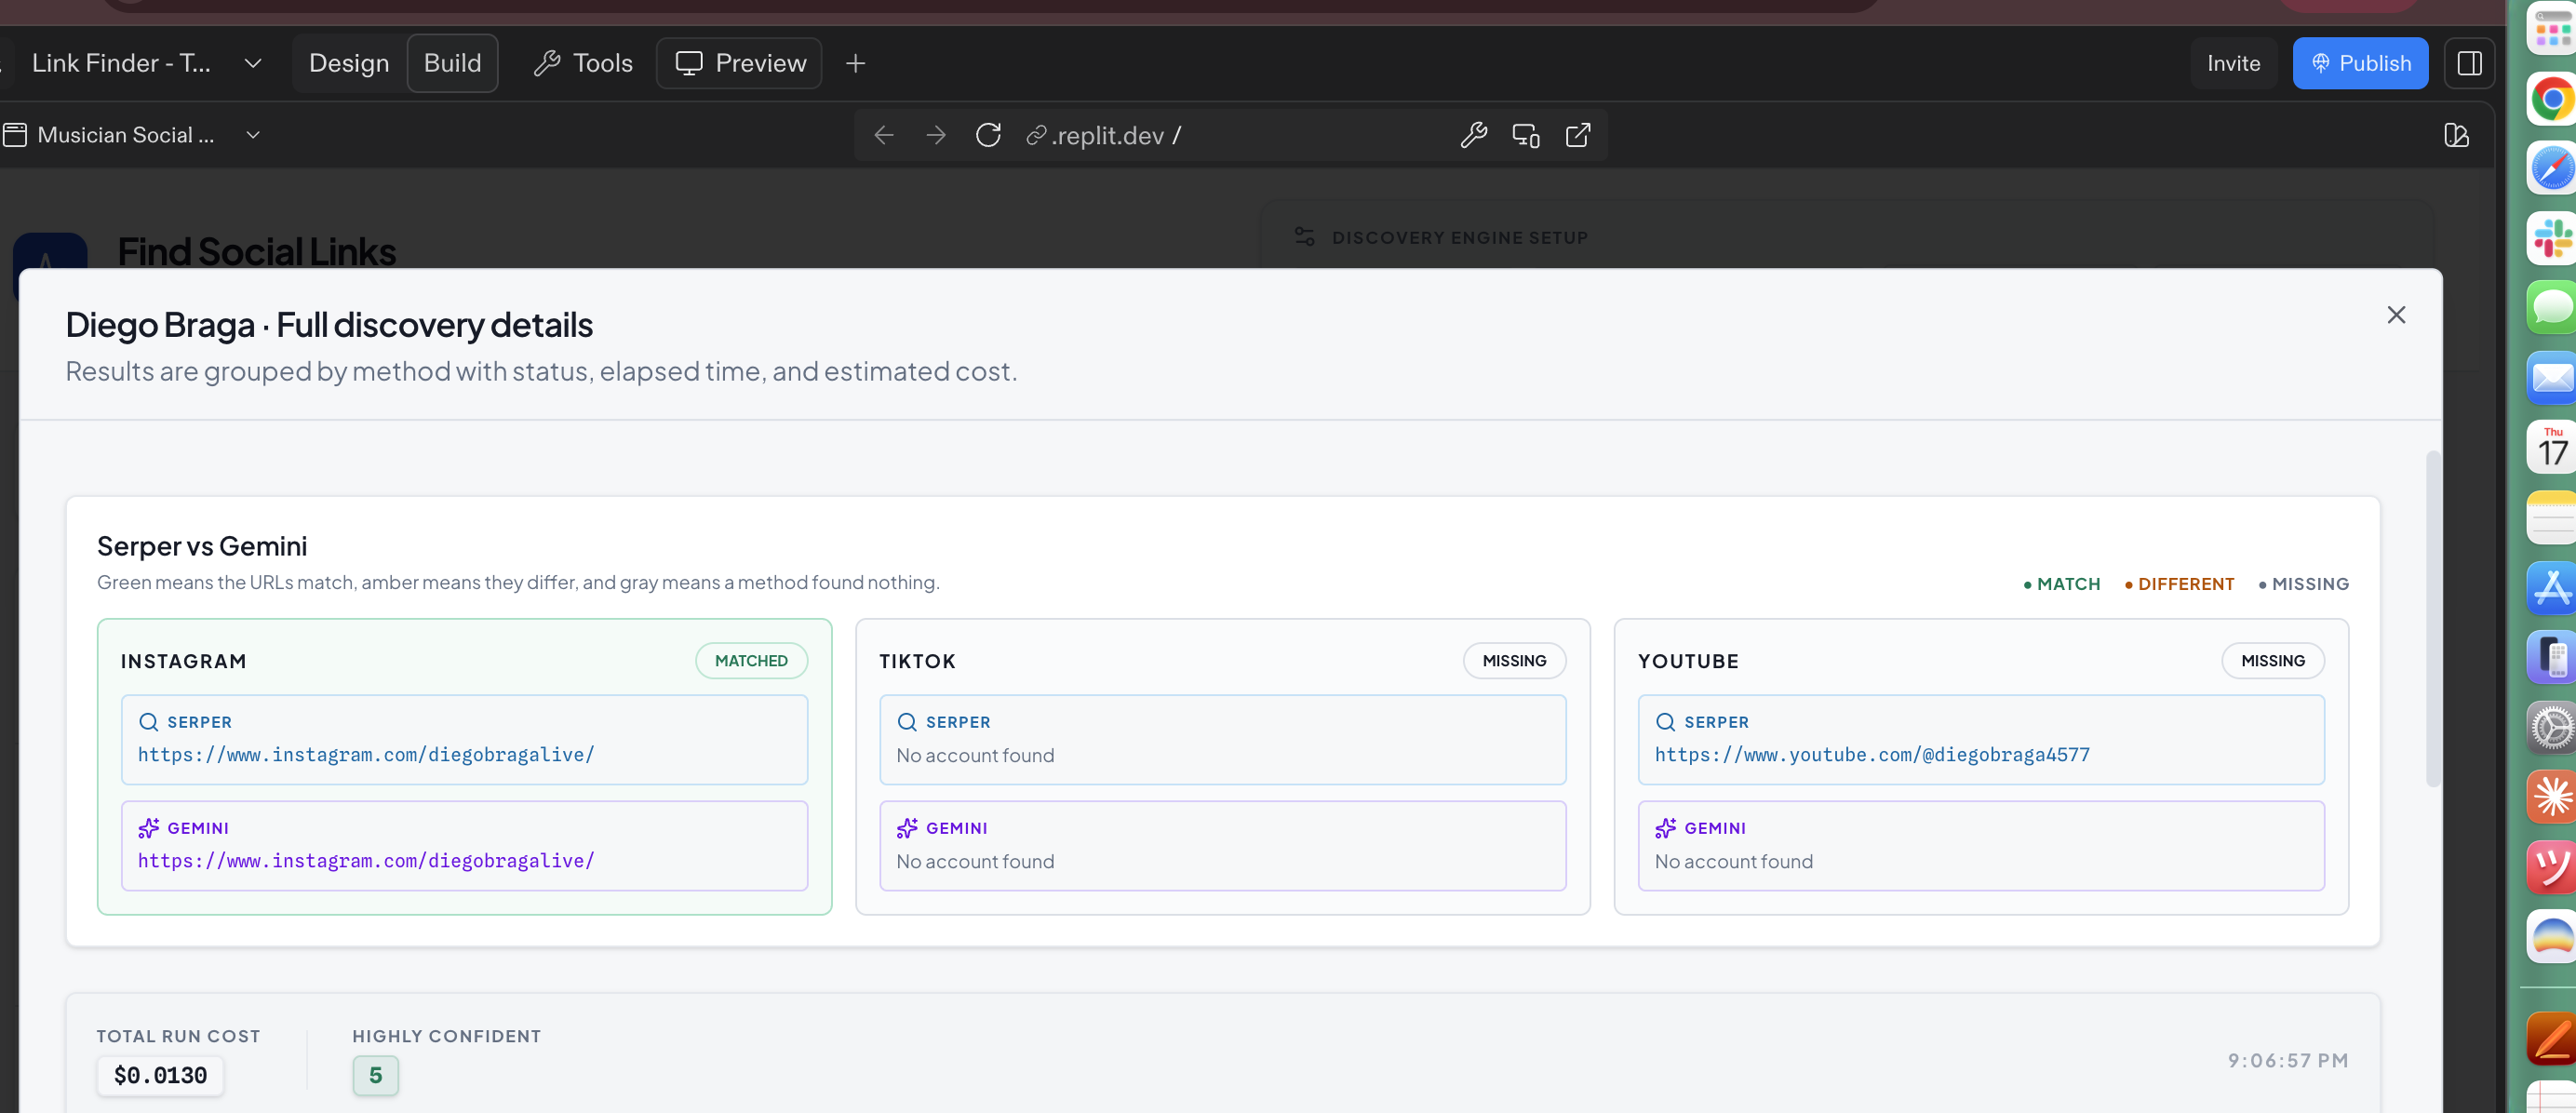 Link Finder - T...
Design
Build
Tools
Preview
Invite
Publish
Musician Social ...
.replit.dev /
Find Social Links
DISCOVERY ENGINE SETUP
Diego Braga · Full discovery details
Results are grouped by method with status, elapsed time, and estimated cost.
Serper vs Gemini
Green means the URLs match, amber means they differ, and gray means a method found nothing.
MATCH
DIFFERENT
MISSING
INSTAGRAM
MATCHED
SERPER
https://www.instagram.com/diegobragalive/
GEMINI
https://www.instagram.com/diegobragalive/
TIKTOK
MISSING
SERPER
No account found
GEMINI
No account found
YOUTUBE
MISSING
SERPER
https://www.youtube.com/@diegobraga4577
GEMINI
No account found
TOTAL RUN COST
$0.0130
HIGHLY CONFIDENT
5
9:06:57 PM
Thu
17
ツ